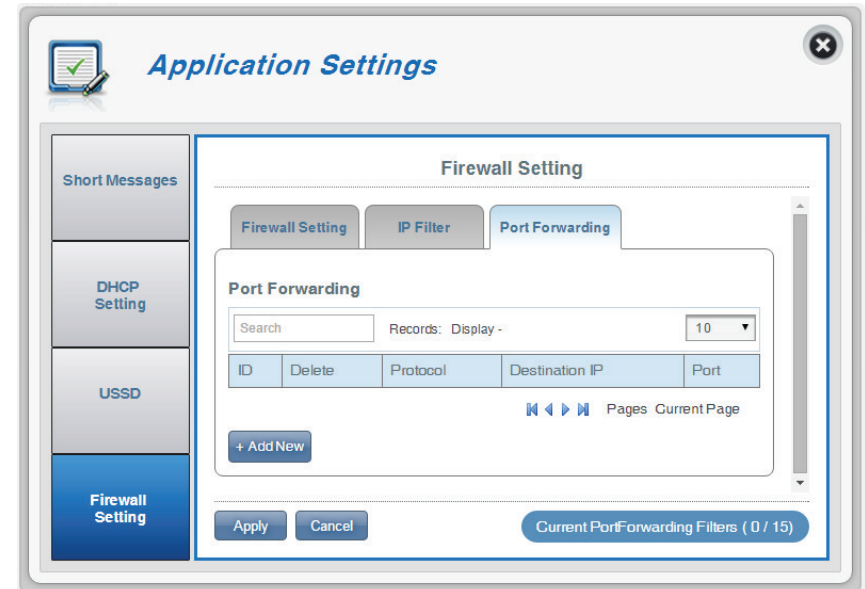 Application Settings
Short Messages
DHCP
Setting
USSD
Firewall
Setting
Firewall Setting
Firewall Setting IP Filter Port Forwarding
Port Forwarding
Search Records: Display - 10
ID Delete Protocol Destination IP Port
Pages Current Page
+ Add New
Apply Cancel Current PortForwarding Filters ( 0 / 15)